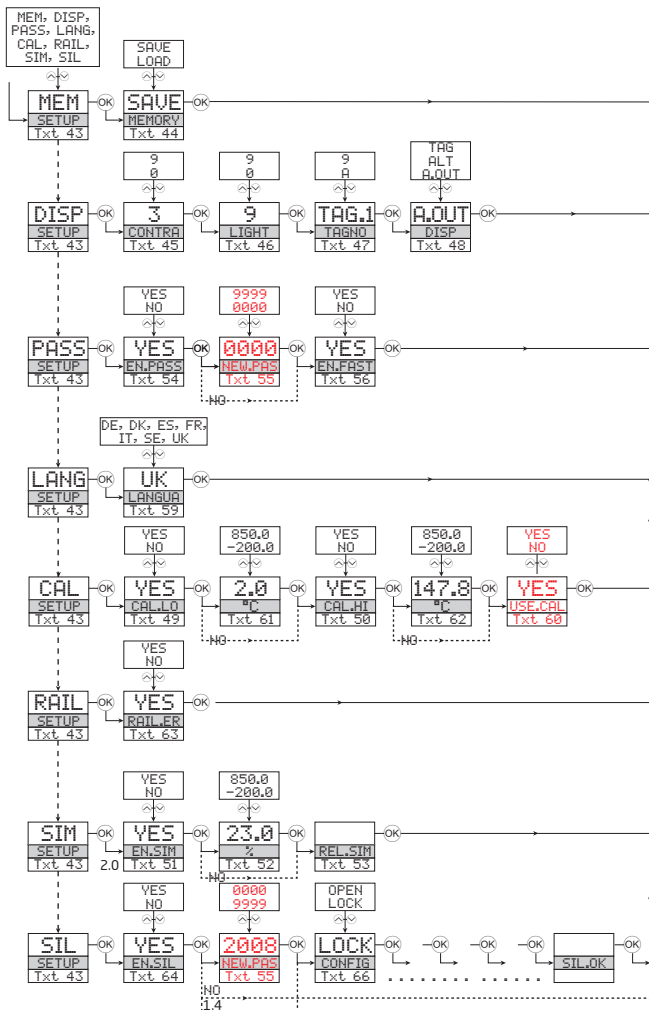 MEM, DISP,
PASS, LANG,
CAL, RAIL,
SIM, SIL
SAVE
LOAD
MEM
SETUP
Txt 43
OK
SAVE
MEMORY
Txt 44
OK
9
0
9
0
9
A
TAG
ALT
A.OUT
DISP
SETUP
Txt 43
OK
3
CONTRA
Txt 45
OK
9
LIGHT
Txt 46
OK
TAG.1
TAGNO
Txt 47
OK
A.OUT
DISP
Txt 48
OK
YES
NO
9999
0000
YES
NO
PASS
SETUP
Txt 43
OK
YES
EN.PASS
Txt 54
OK
0000
NEW.PAS
Txt 55
OK
YES
EN.FAST
Txt 56
OK
NO
DE, DK, ES, FR,
IT, SE, UK
LANG
SETUP
Txt 43
OK
UK
LANGUA
Txt 59
OK
YES
NO
850.0
-200.0
YES
NO
850.0
-200.0
YES
NO
CAL
SETUP
Txt 43
OK
YES
CAL.LO
Txt 49
OK
2.0
°C
Txt 61
OK
YES
CAL.HI
Txt 50
OK
147.8
°C
Txt 62
OK
YES
USE.CAL
Txt 60
OK
NO
NO
YES
NO
RAIL
SETUP
Txt 43
OK
YES
RAIL.ER
Txt 63
OK
YES
NO
850.0
-200.0
SIM
SETUP
Txt 43
OK
2.0
YES
EN.SIM
Txt 51
OK
23.0
%
Txt 52
OK
REL.SIM
Txt 53
OK
NO
YES
NO
0000
9999
OPEN
LOCK
SIL
SETUP
Txt 43
OK
YES
EN.SIL
Txt 64
OK
2008
NEW.PAS
Txt 55
OK
LOCK
CONFIG
Txt 66
OK
OK
OK
OK
SIL.OK
OK
NO
1.4